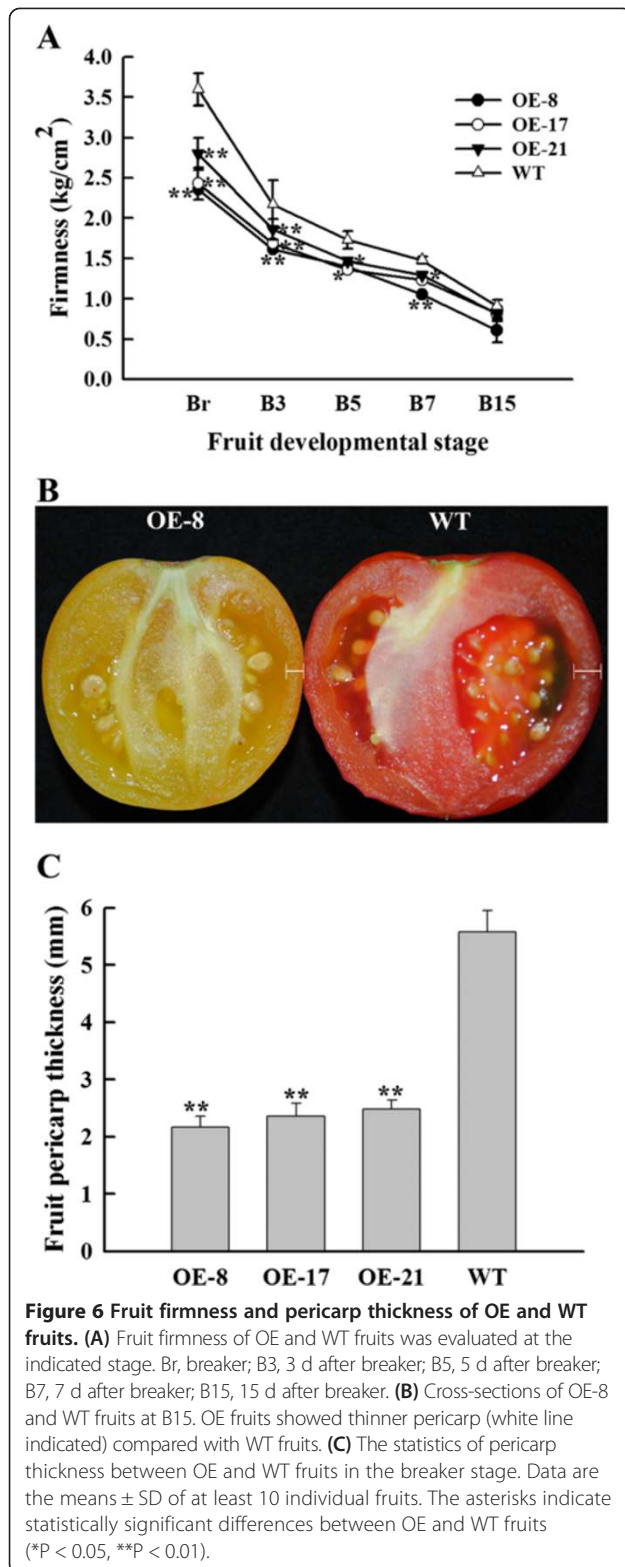 A
4.0
3.5
3.0
2.5
2.0
1.5
1.0
0.5
0.0
Firmness (kg/cm2)
OE-8
OE-17
OE-21
WT
**
**
**
**
**
**
*
*
*
**
Br B3 B5 B7 B15
Fruit developmental stage
B
OE-8 WT
C
6
5
3
2
1
0
Fruit pericarp thickness (mm)
** ** **
OE-8 OE-17 OE-21 WT
Figure 6 Fruit firmness and pericarp thickness of OE and WT
fruits. (A) Fruit firmness of OE and WT fruits was evaluated at the
indicated stage. Br, breaker; B3, 3 d after breaker; B5, 5 d after breaker;
B7, 7 d after breaker; B15, 15 d after breaker. (B) Cross-sections of OE-8
and WT fruits at B15. OE fruits showed thinner pericarp (white line
indicated) compared with WT fruits. (C) The statistics of pericarp
thickness between OE and WT fruits in the breaker stage. Data are
the means ± SD of at least 10 individual fruits. The asterisks indicate
statistically significant differences between OE and WT fruits
(*P < 0.05, **P < 0.01).